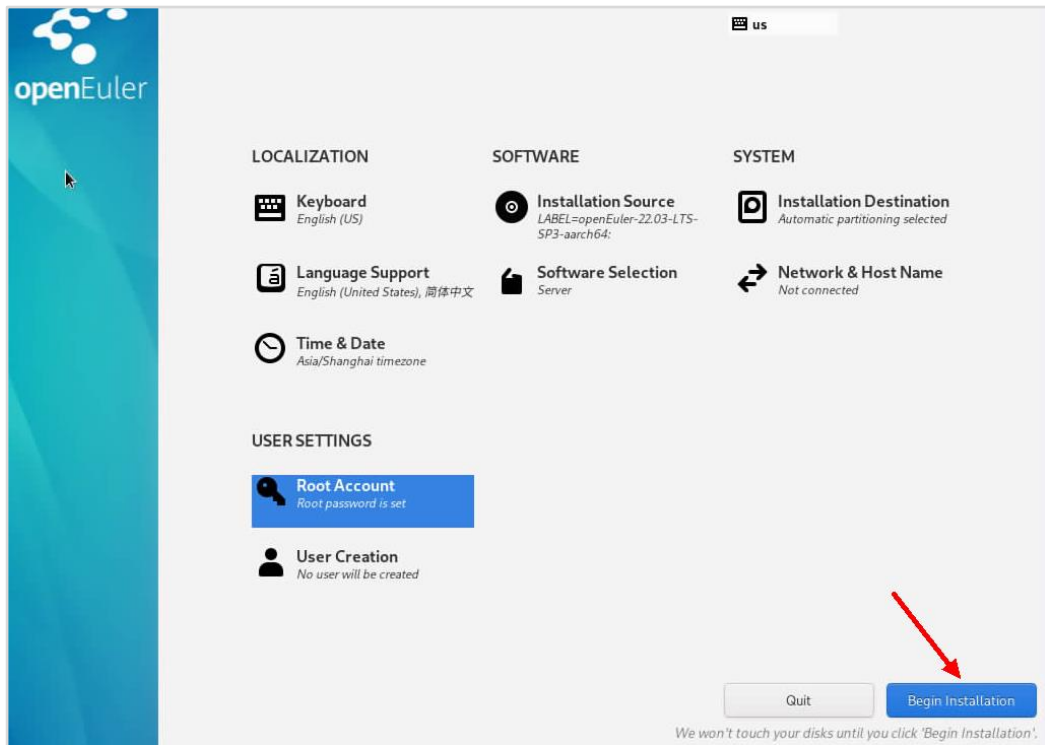 openEuler
us
LOCALIZATION
Keyboard
English (US)
Language Support
English (United States), 简体中文
Time & Date
Asia/Shanghai timezone
SOFTWARE
Installation Source
LABEL=openEuler-22.03-LTS-
SP3-aarch64:
Software Selection
Server
SYSTEM
Installation Destination
Automatic partitioning selected
Network & Host Name
Not connected
USER SETTINGS
Root Account
Root password is set
User Creation
No user will be created
Quit
Begin Installation
We won't touch your disks until you click 'Begin Installation'.